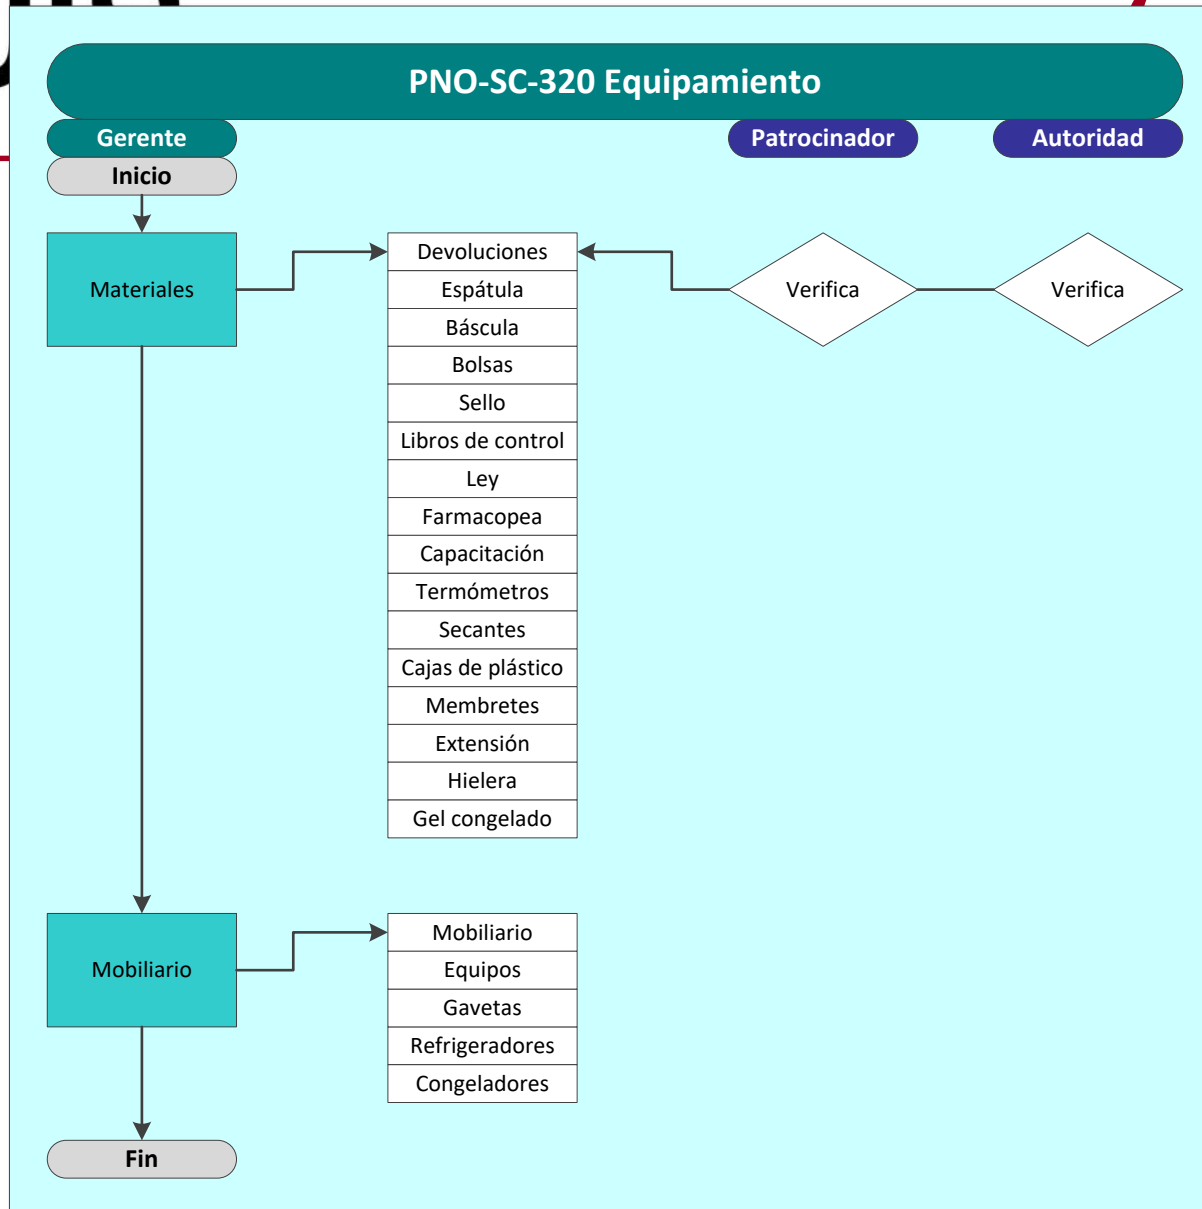 PNO-SC-320 Equipamiento
Gerente
Patrocinador
Autoridad
Inicio
Materiales
Devoluciones
Espátula
Báscula
Bolsas
Sello
Libros de control
Ley
Farmacopea
Capacitación
Termómetros
Secantes
Cajas de plástico
Membretes
Extensión
Hielera
Gel congelado
Verifica
Verifica
Mobiliario
Mobiliario
Equipos
Gavetas
Refrigeradores
Congeladores
Fin